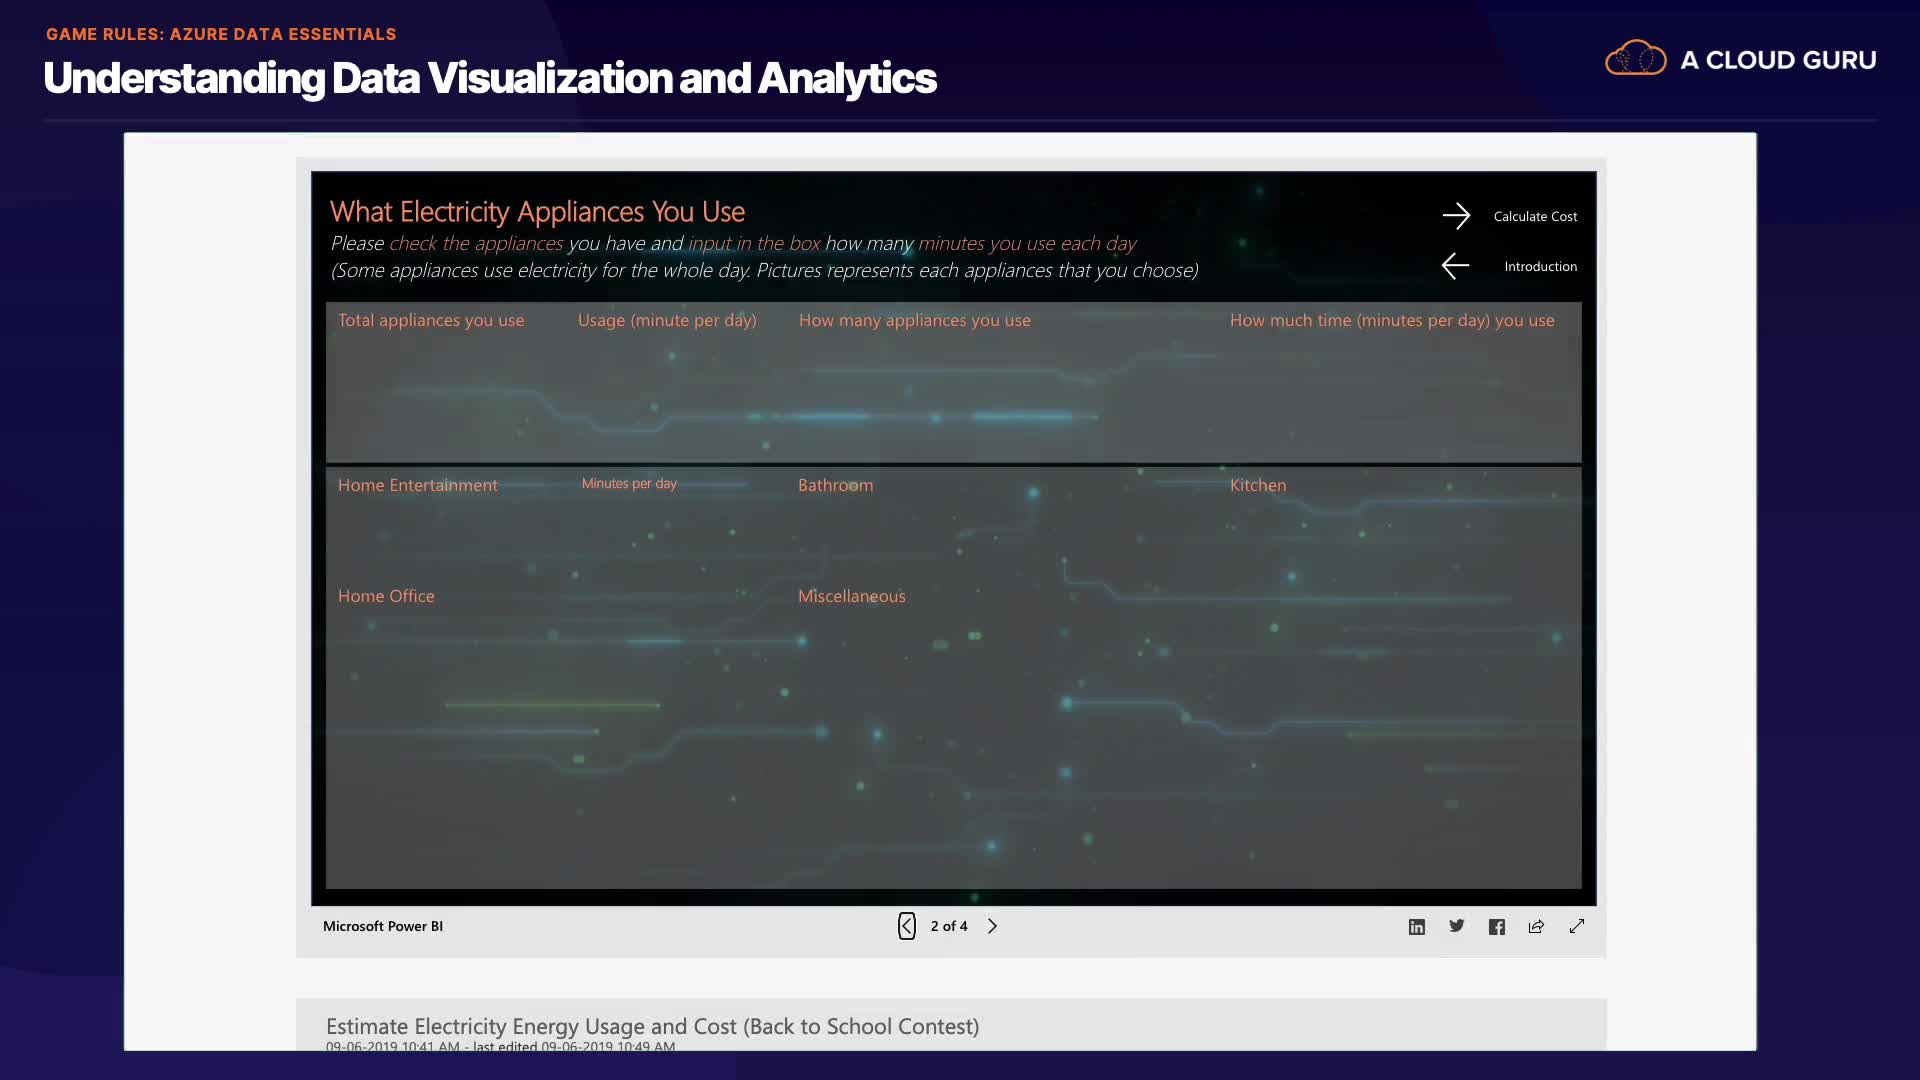 GAME RULES: AZURE DATA ESSENTIALS
Understanding Data Visualization and Analytics
A CLOUD GURU
What Electricity Appliances You Use
Please check the appliances you have and input in the box how many minutes you use each day
(Some appliances use electricity for the whole day. Pictures represents each appliances that you choose)
Calculate Cost
Introduction
Total appliances you use
Usage (minute per day)
How many appliances you use
How much time (minutes per day) you use
Home Entertainment
Minutes per day
Bathroom
Kitchen
Home Office
Miscellaneous
Microsoft Power BI
2 of 4
Estimate Electricity Energy Usage and Cost (Back to School Contest)
09-06-2019 10:41 AM - last edited 09-06-2019 10:49 AM